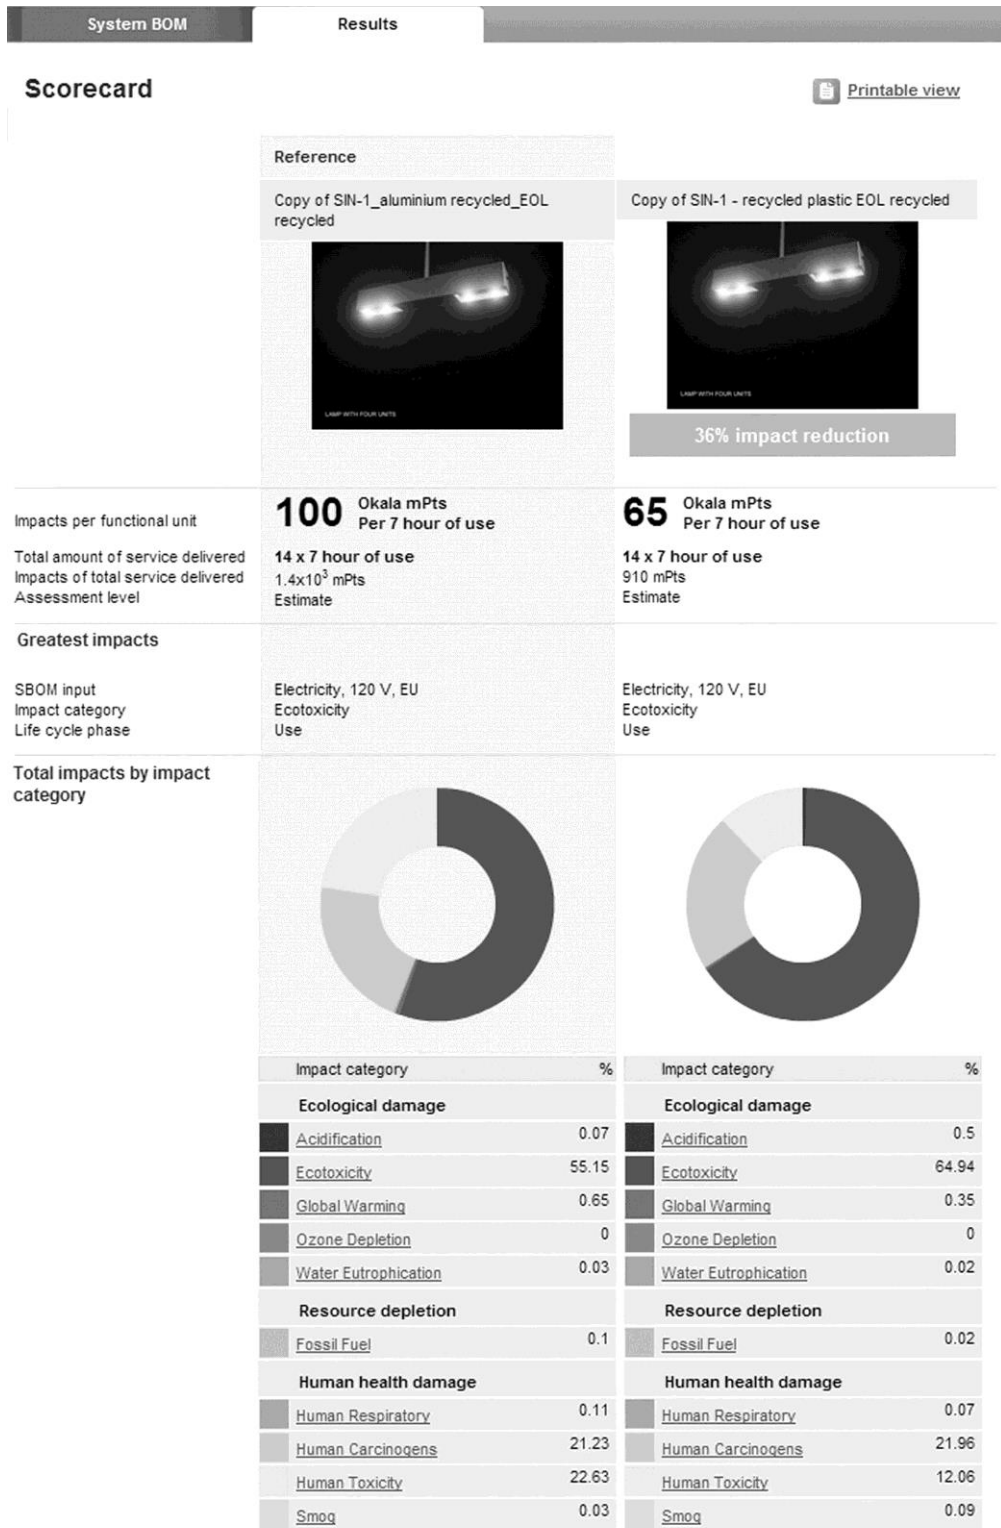 System BOM
Results
Scorecard
Printable view
Reference
Copy of SIN-1_aluminium recycled_EOL
recycled
Copy of SIN-1 - recycled plastic EOL recycled
LAMP WITH FOUR UNITS
LAMP WITH FOUR UNITS
36% impact reduction
Impacts per functional unit
100 Okala mPts
Per 7 hour of use
65 Okala mPts
Per 7 hour of use
Total amount of service delivered 14 x 7 hour of use 14 x 7 hour of use
Impacts of total service delivered 1.4x10³ mPts 910 mPts
Assessment level Estimate Estimate
Greatest impacts
SBOM input Electricity, 120 V, EU Electricity, 120 V, EU
Impact category Ecotoxicity Ecotoxicity
Life cycle phase Use Use
Total impacts by impact
category
Impact category % Impact category %
Ecological damage Ecological damage
Acidification 0.07 Acidification 0.5
Ecotoxicity 55.15 Ecotoxicity 64.94
Global Warming 0.65 Global Warming 0.35
Ozone Depletion 0 Ozone Depletion 0
Water Eutrophication 0.03 Water Eutrophication 0.02
Resource depletion Resource depletion
Fossil Fuel 0.1 Fossil Fuel 0.02
Human health damage Human health damage
Human Respiratory 0.11 Human Respiratory 0.07
Human Carcinogens 21.23 Human Carcinogens 21.96
Human Toxicity 22.63 Human Toxicity 12.06
Smog 0.03 Smog 0.09